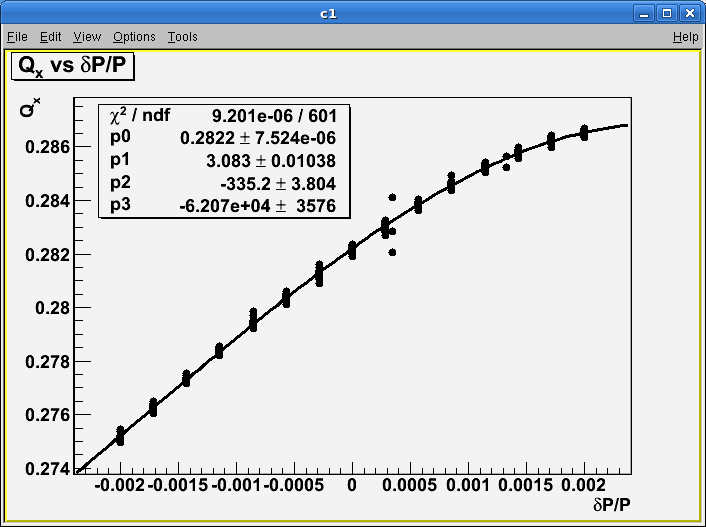 c1
File Edit View Options Tools Help
Qx vs δP/P
Qx
χ² / ndf 9.201e-06 / 601
p0 0.2822 ± 7.524e-06
p1 3.083 ± 0.01038
p2 -335.2 ± 3.804
p3 -6.207e+04 ± 3576
0.286
0.284
0.282
0.28
0.278
0.276
0.274
-0.002 -0.0015 -0.001 -0.0005 0 0.0005 0.001 0.0015 0.002
δP/P